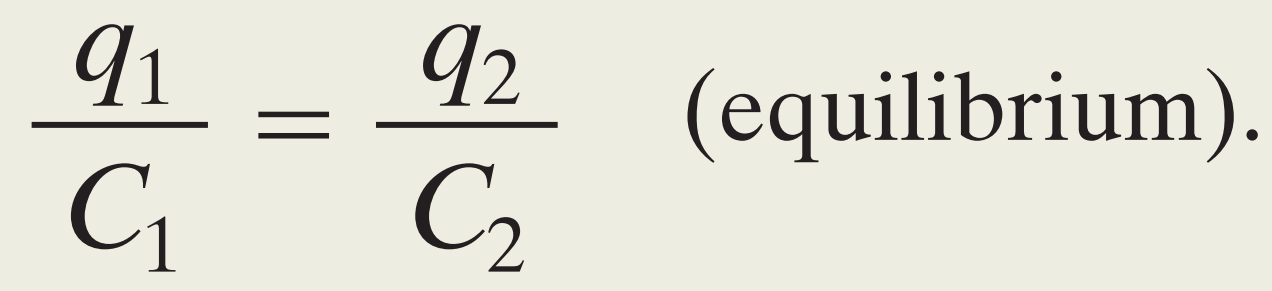 q₁/C₁ = q₂/C₂ (equilibrium).